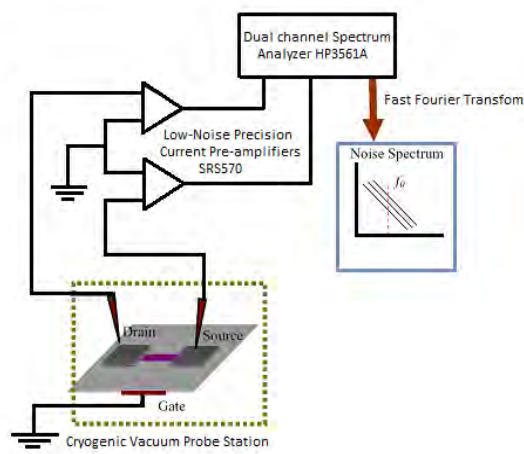 Dual channel Spectrum
Analyzer HP3561A
Fast Fourier Transfom
Low-Noise Precision
Current Pre-amplifiers
SRS570
Noise Spectrum
f0
Drain
Source
Gate
Cryogenic Vacuum Probe Station